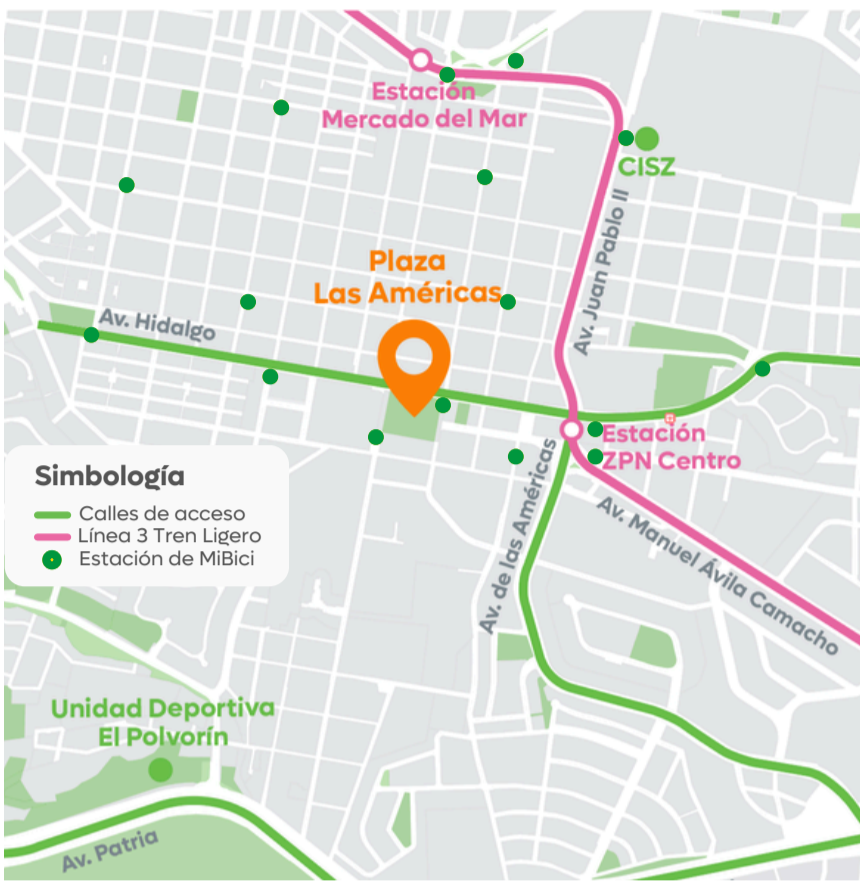 Estación
Mercado del Mar
CISZ
Av. Juan Pablo II
Plaza
Las Américas
Av. Hidalgo
Estación
ZPN Centro
Simbología
Calles de acceso
Línea 3 Tren Ligero
Estación de MiBici
Av. de las Américas
Av. Manuel Ávila Camacho
Unidad Deportiva
El Polvorín
Av. Patria